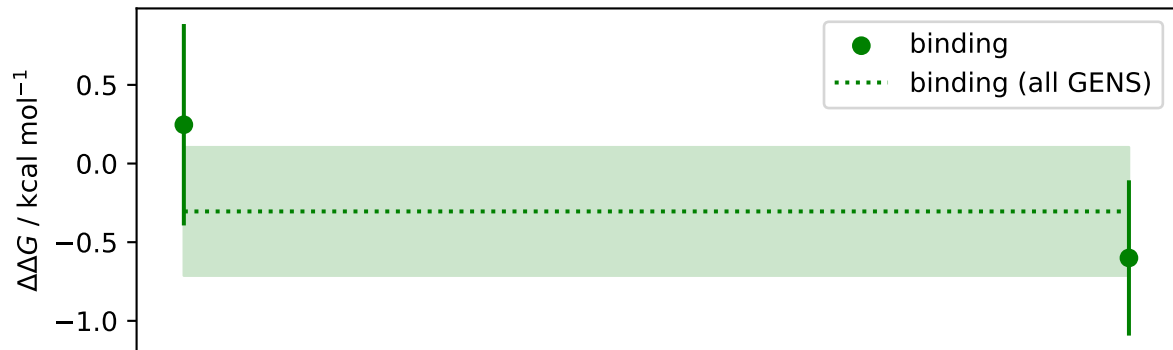 ΔΔG / kcal mol⁻¹
0.5
0.0
−0.5
−1.0
binding
binding (all GENS)